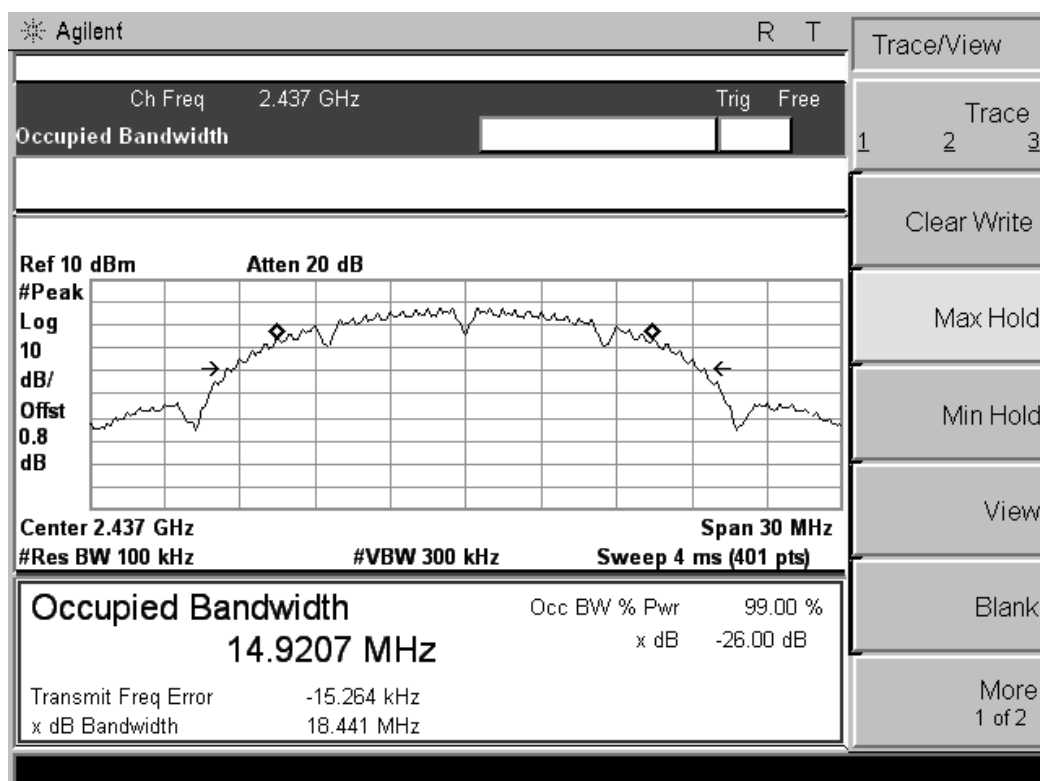 Agilent R T
Ch Freq 2.437 GHz Trig Free
Occupied Bandwidth
Ref 10 dBm Atten 20 dB
#Peak
Log
10
dB/
Offst
0.8
dB
Center 2.437 GHz Span 30 MHz
#Res BW 100 kHz #VBW 300 kHz Sweep 4 ms (401 pts)
Occupied Bandwidth Occ BW % Pwr 99.00 %
14.9207 MHz x dB -26.00 dB
Transmit Freq Error -15.264 kHz
x dB Bandwidth 18.441 MHz
Trace/View
Trace
1 2 3
Clear Write
Max Hold
Min Hold
View
Blank
More
1 of 2